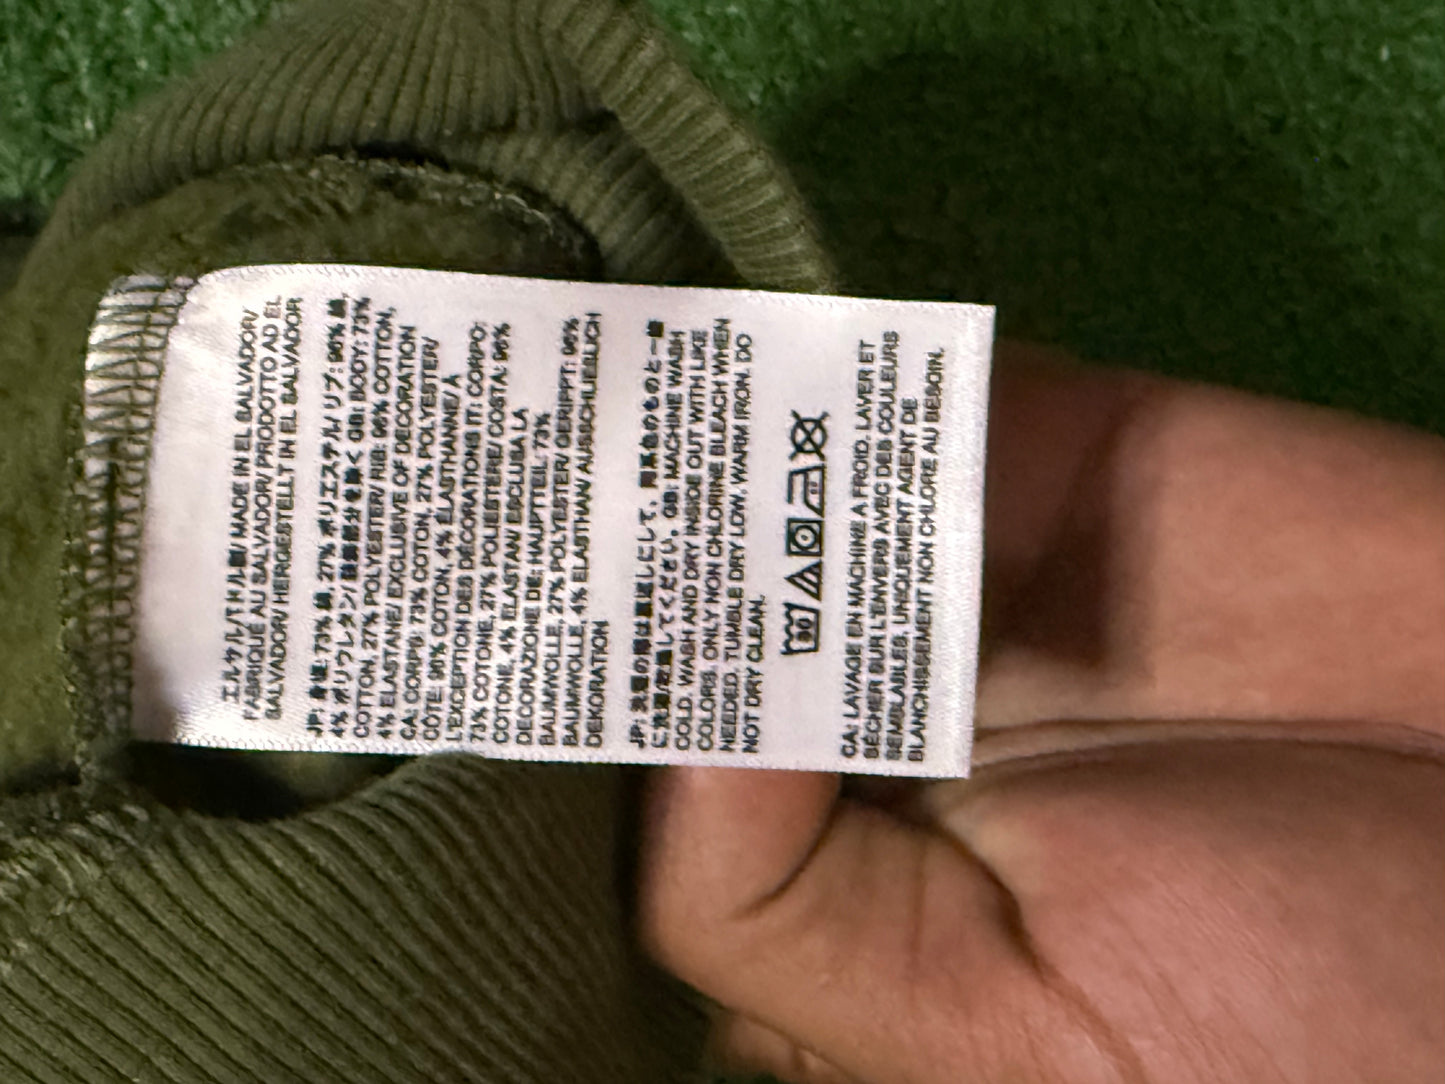 エルサルバドル製/ MADE IN EL SALVADOR/
FABRIQUÉ AU SALVADOR/ PRODOTTO AD EL
SALVADOR/ HERGESTELLT IN EL SALVADOR
JP: 身後: 73% 綿, 27% ポリエステル/ リブ: 96% 綿,
4% ポリウレタン/ 装飾部分を除く GB: BODY: 73%
COTTON, 27% POLYESTER/ RIB: 96% COTTON,
4% ELASTANE/ EXCLUSIVE OF DECORATION
CA: CORPS: 73% COTON, 27% POLYESTER/
CÔTE: 96% COTON, 4% ÉLASTHANNE/ À
L'EXCEPTION DES DÉCORATIONS IT: CORPO:
73% COTONE, 27% POLIESTERE/ COSTA: 96%
COTONE, 4% ELASTAN/ ESCLUSA LA
DECORAZIONE DE: HAUPTTEIL: 73%
BAUMWOLLE, 27% POLYESTER/ GERIPPT: 96%
BAUMWOLLE, 4% ELASTHAN/ AUSSCHLIEßLICH
DEKORATION
JP: 洗濯の際は裏返しにして、同系色のものと一緒
に洗濯/乾燥してください。 GB: MACHINE WASH
COLD. WASH AND DRY INSIDE OUT WITH LIKE
COLORS. ONLY NON CHLORINE BLEACH WHEN
NEEDED. TUMBLE DRY LOW. WARM IRON. DO
NOT DRY CLEAN.
30
CA: LAVAGE EN MACHINE À FROID. LAVER ET
SÉCHER SUR L'ENVERS AVEC DES COULEURS
SEMBLABLES. UNIQUEMENT AGENT DE
BLANCHISSEMENT NON CHLORÉ AU BESOIN.